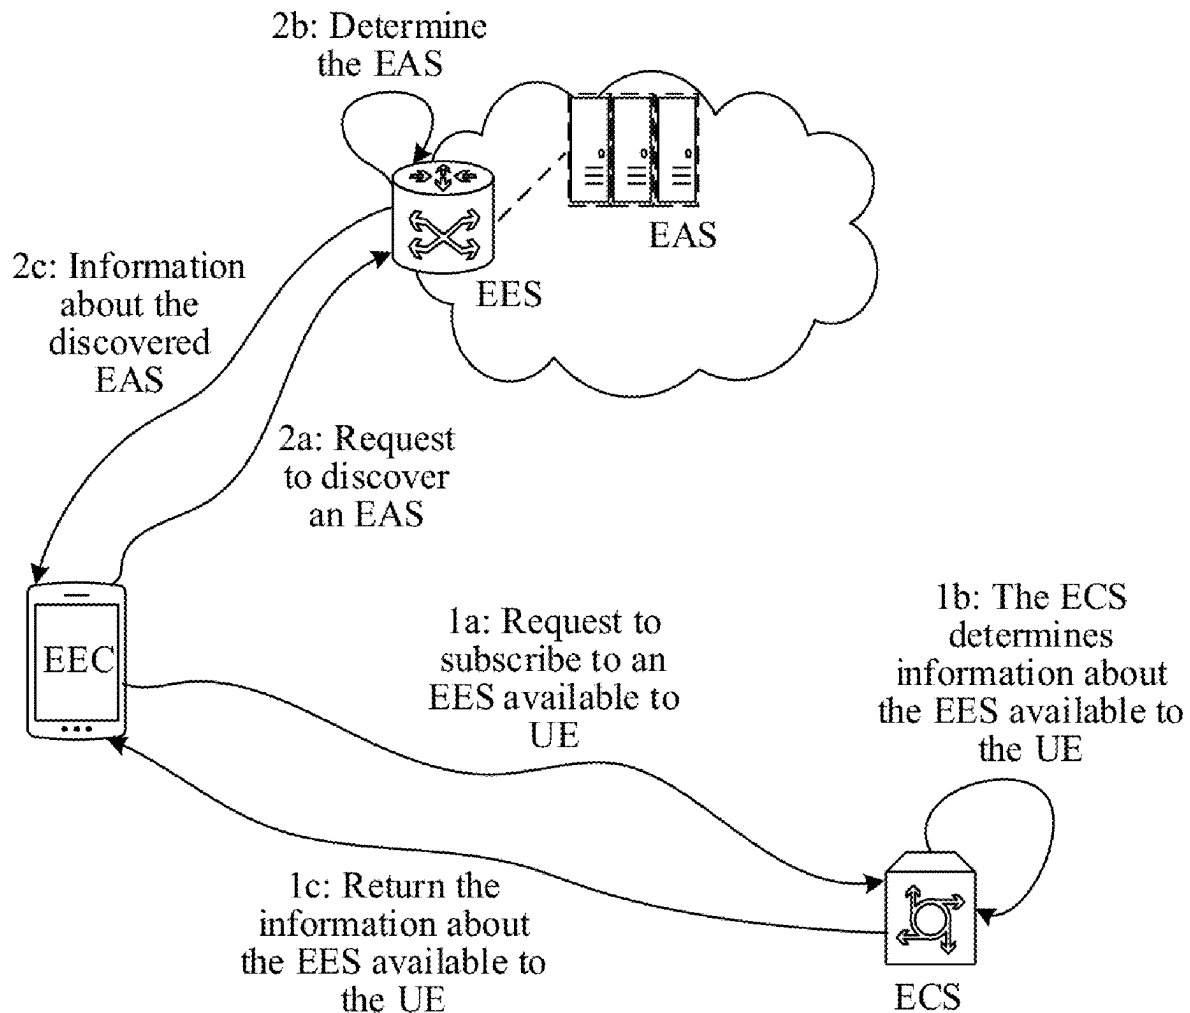 2b: Determine
the EAS
EAS
EES
2c: Information
about the
discovered
EAS
2a: Request
to discover
an EAS
EEC
1a: Request to
subscribe to an
EES available to
UE
1b: The ECS
determines
information about
the EES available to
the UE
1c: Return the
information about
the EES available to
the UE
ECS